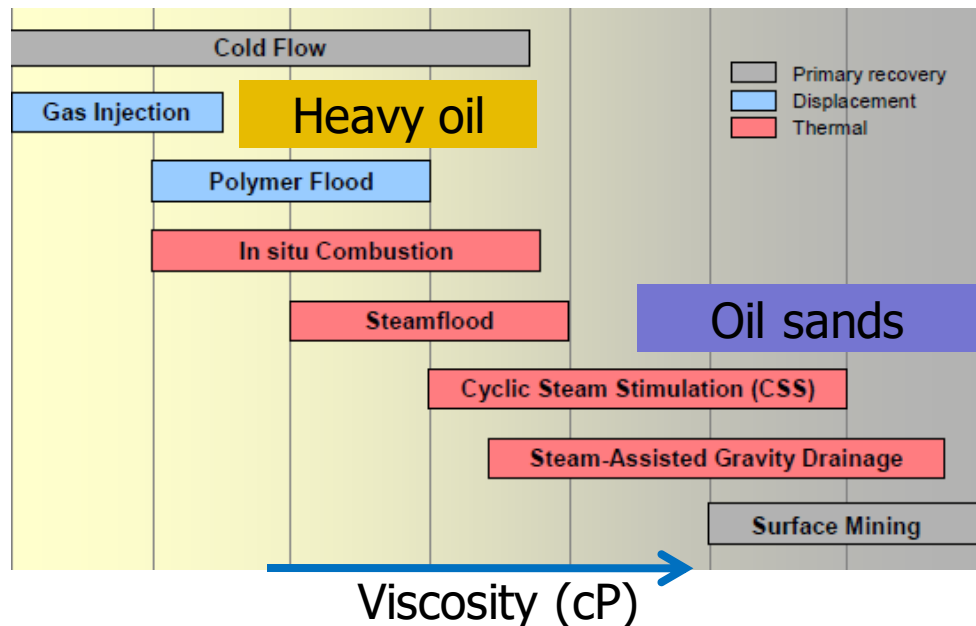 Cold Flow
Primary recovery
Gas Injection
Heavy oil
Displacement
Thermal
Polymer Flood
In situ Combustion
Steamflood
Oil sands
Cyclic Steam Stimulation (CSS)
Steam-Assisted Gravity Drainage
Surface Mining
Viscosity (cP)